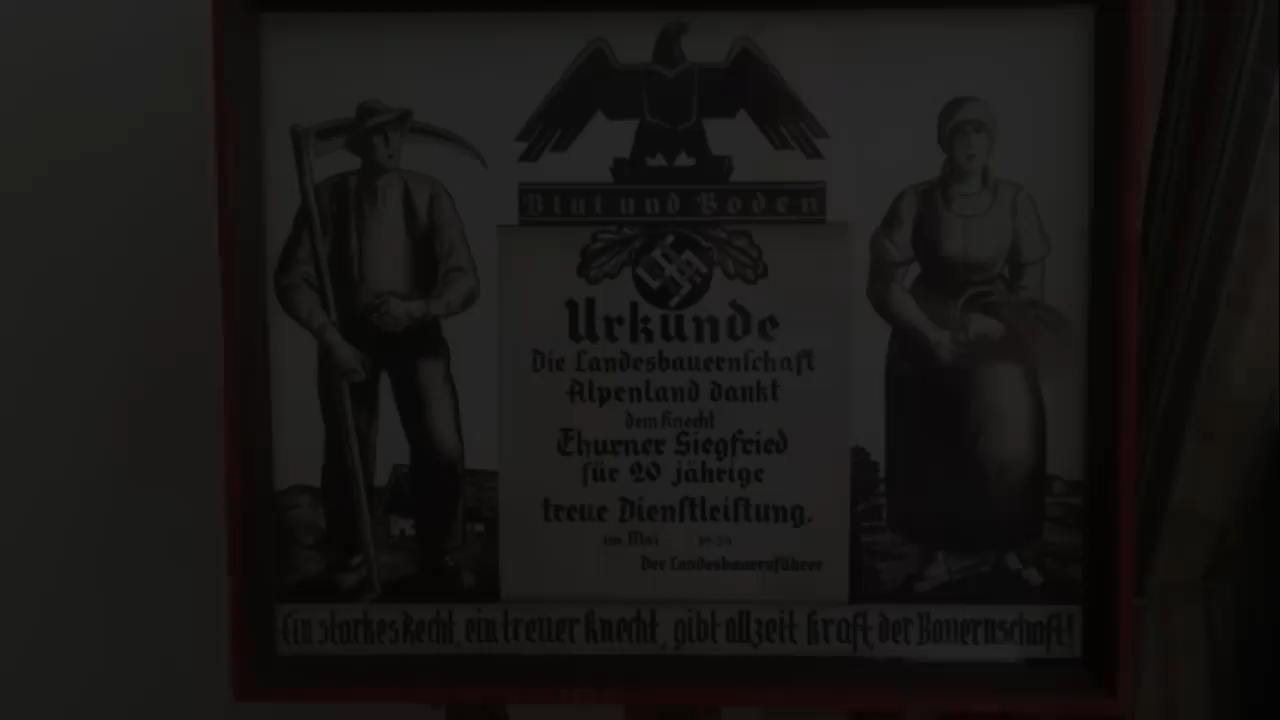 Blut und Boden
Urkunde
Die Landesbauernschaft
Alpenland dankt
dem Knecht
Thurner Siegfried
für 20 jährige
treue Dienstleistung.
im Mai
Der Landesbauernführer
Ein starkes Recht, ein treuer Knecht, gibt allzeit Kraft der Bauernschaft!